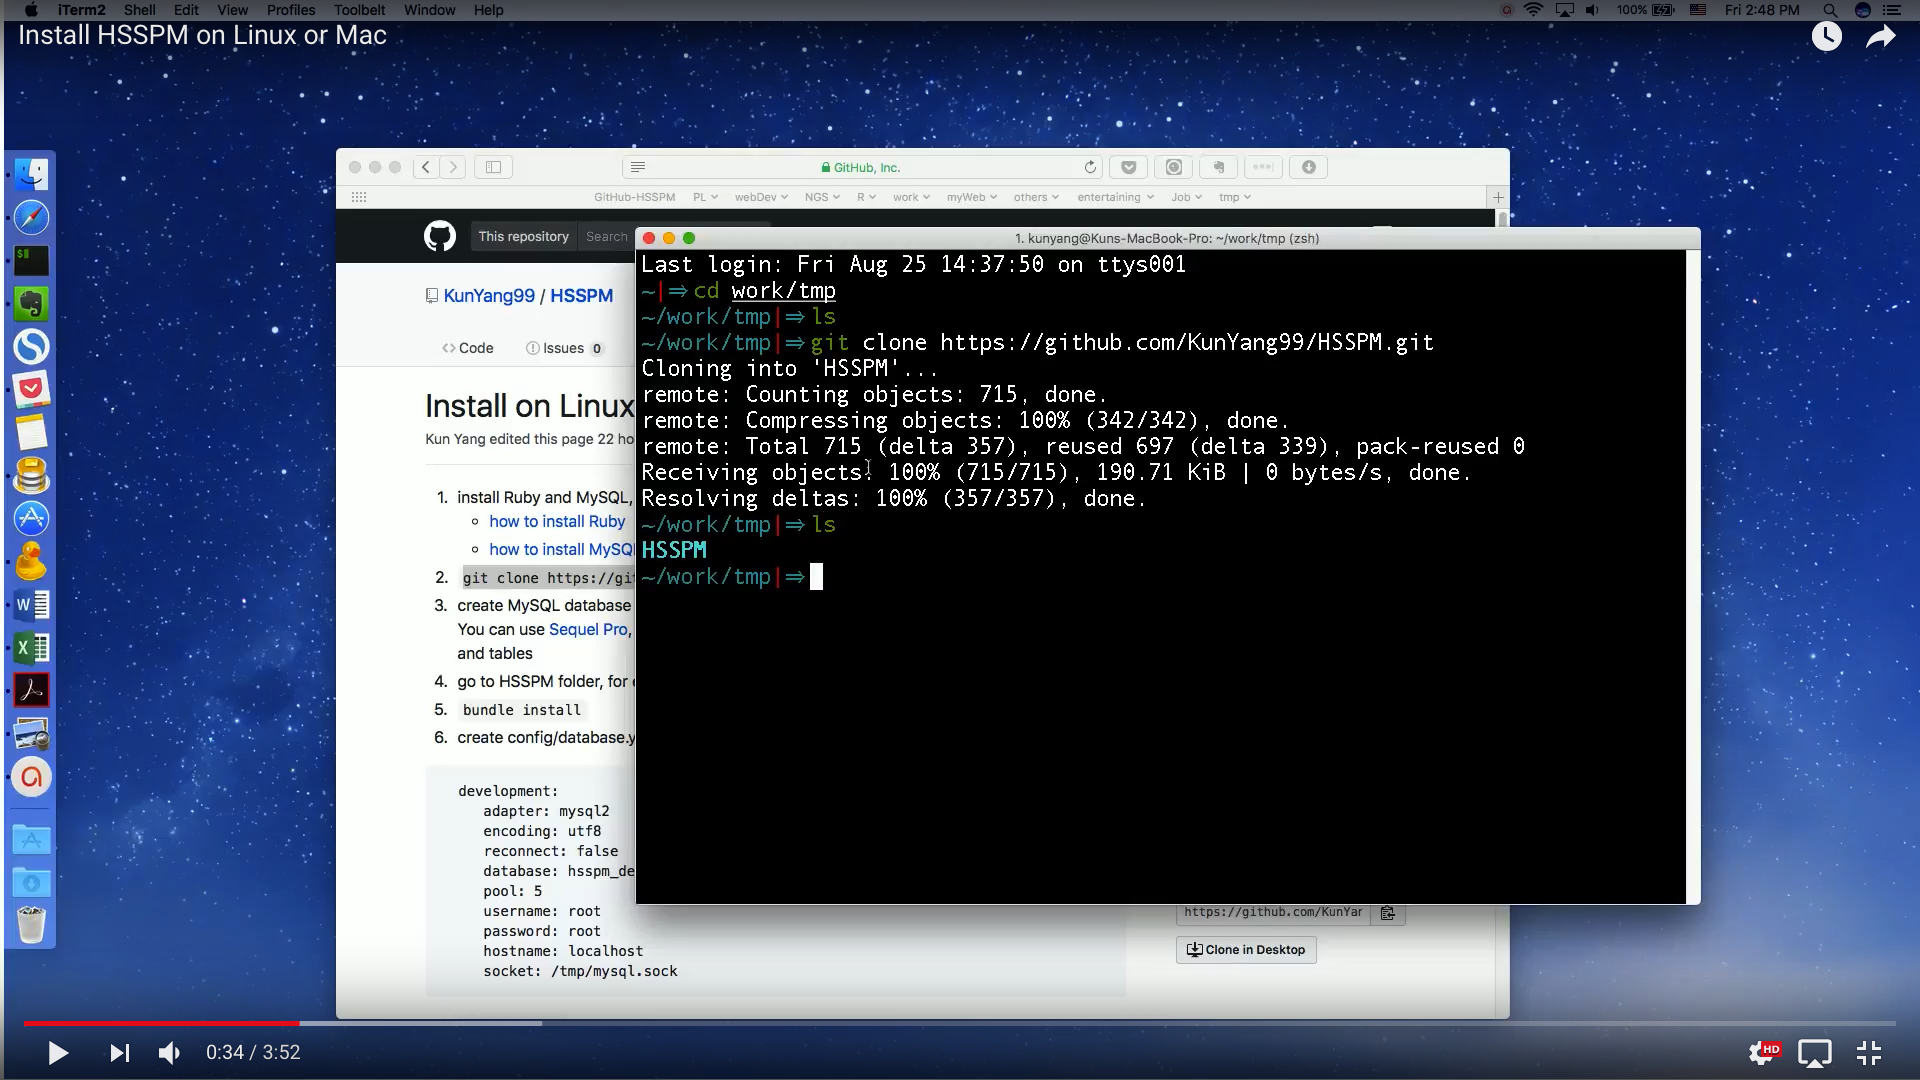 iTerm2 Shell Edit View Profiles Toolbelt Window Help 100% Fri 2:48 PM
Install HSSPM on Linux or Mac
GitHub, Inc.
GitHub-HSSPM PL webDev NGS R work myWeb others entertaining Job tmp
This repository Search
1. kunyang@Kuns-MacBook-Pro: ~/work/tmp (zsh)
KunYang99 / HSSPM
Code Issues 0
Install on Linux
Kun Yang edited this page 22 ho
1. install Ruby and MySQL,
how to install Ruby
how to install MySQL
2. git clone https://git
3. create MySQL database
You can use Sequel Pro,
and tables
4. go to HSSPM folder, for e
5. bundle install
6. create config/database.y
development:
adapter: mysql2
encoding: utf8
reconnect: false
database: hsspm_de
pool: 5
username: root
password: root
hostname: localhost
socket: /tmp/mysql.sock
Last login: Fri Aug 25 14:37:50 on ttys001
~|⇒ cd work/tmp
~/work/tmp|⇒ ls
~/work/tmp|⇒ git clone https://github.com/KunYang99/HSSPM.git
Cloning into 'HSSPM'...
remote: Counting objects: 715, done.
remote: Compressing objects: 100% (342/342), done.
remote: Total 715 (delta 357), reused 697 (delta 339), pack-reused 0
Receiving objects: 100% (715/715), 190.71 KiB | 0 bytes/s, done.
Resolving deltas: 100% (357/357), done.
~/work/tmp|⇒ ls
HSSPM
~/work/tmp|⇒
https://github.com/KunYar
Clone in Desktop
0:34 / 3:52
HD